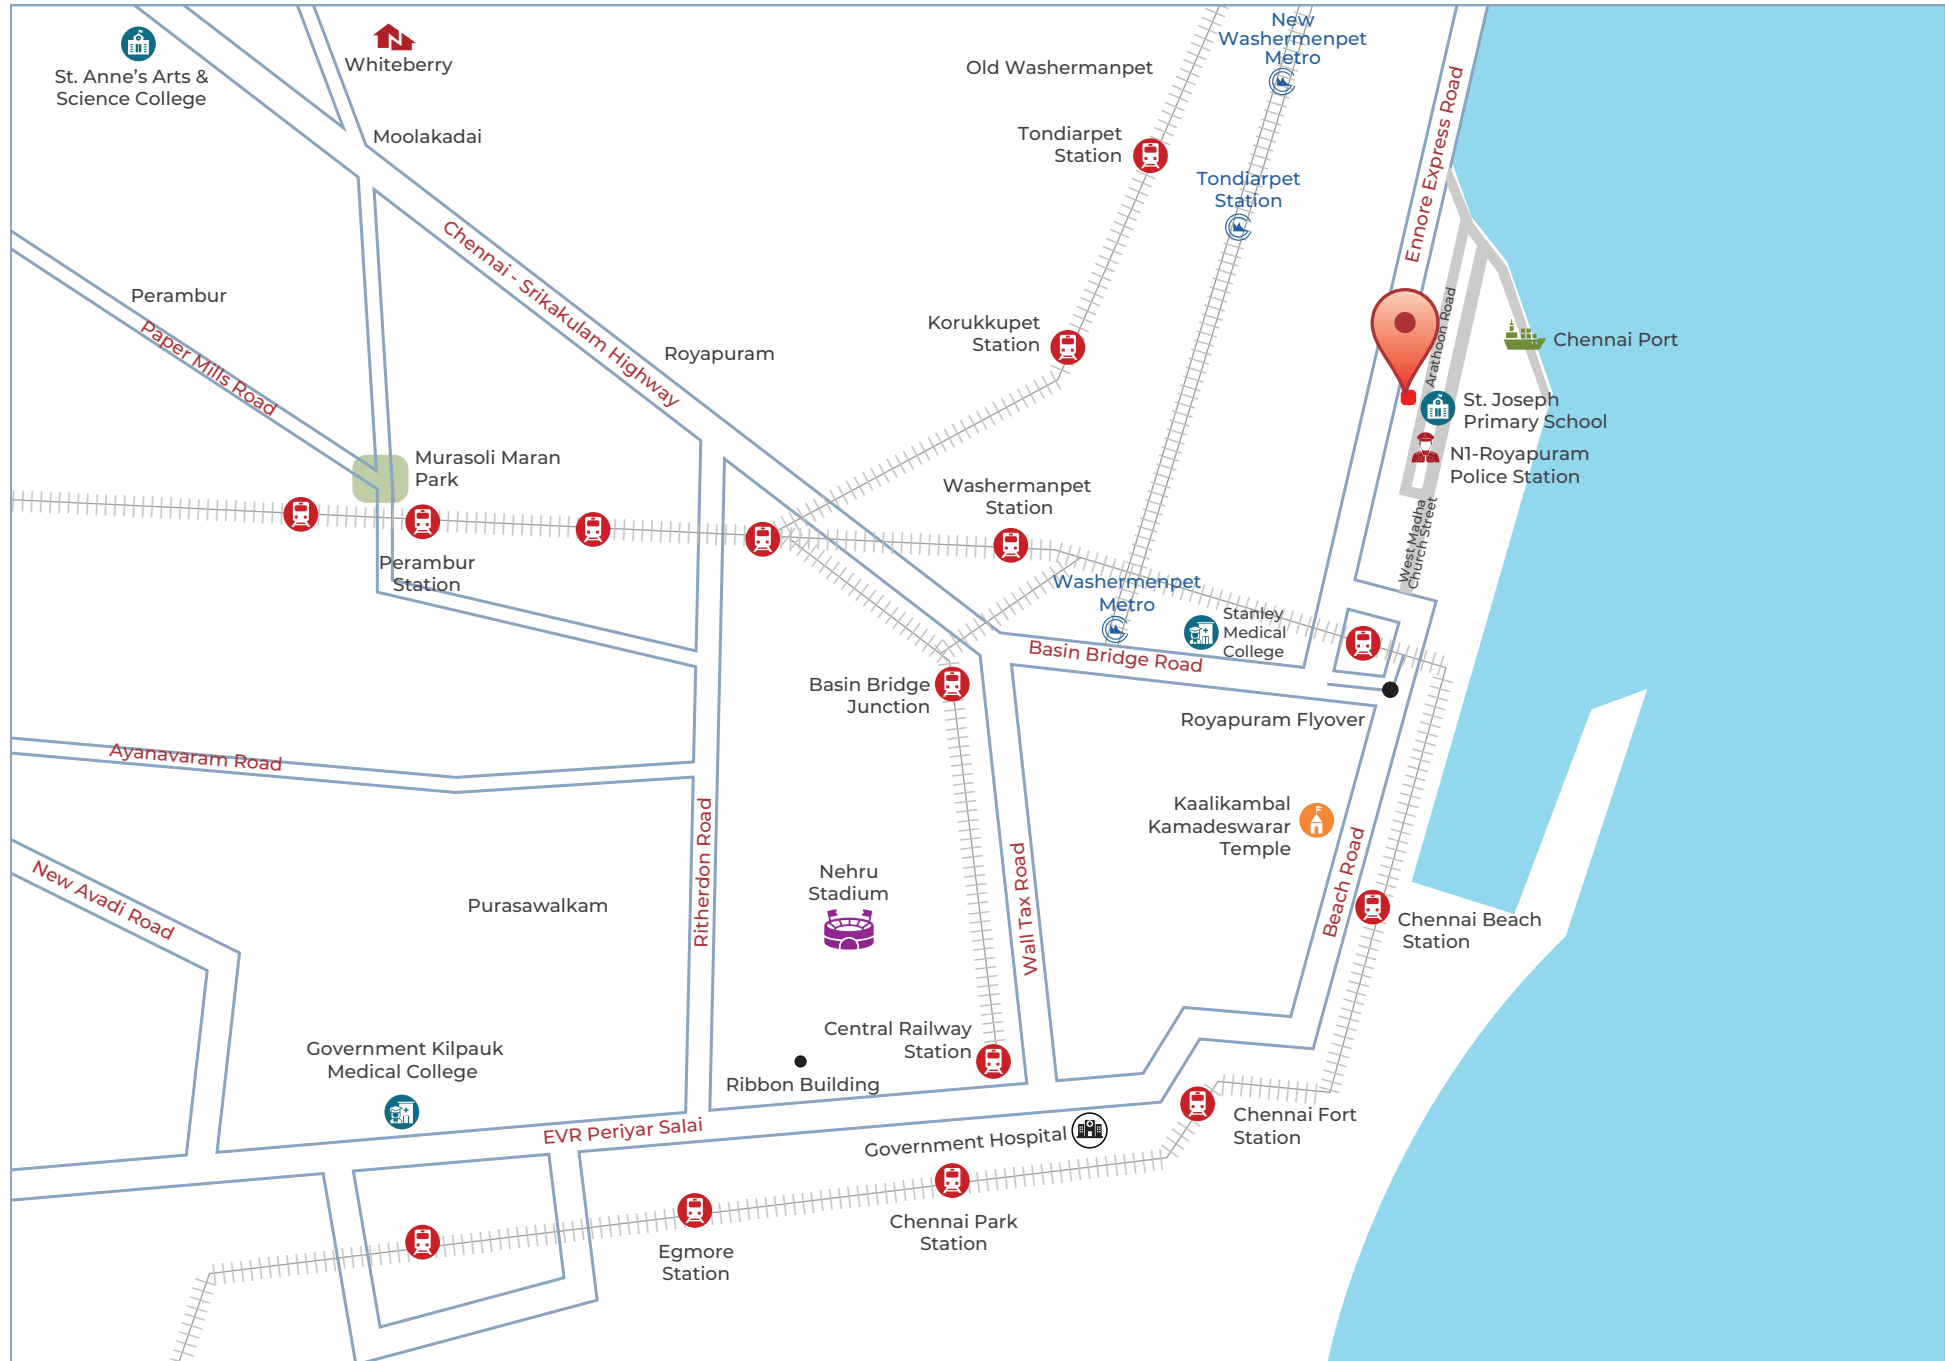 New
Washermenpet
Metro
St. Anne's Arts &
Science College
Whiteberry
Old Washermanpet
Moolakadai
Tondiarpet
Station
Tondiarpet
Station
Ennore Express Road
Chennai - Srikakulam Highway
Perambur
Paper Mills Road
Royapuram
Korukkupet
Station
Arathoon Road
Chennai Port
St. Joseph
Primary School
N1-Royapuram
Police Station
Murasoli Maran
Park
Washermanpet
Station
West Madha
Church Street
Perambur
Station
Washermenpet
Metro
Stanley
Medical
College
Basin Bridge Road
Basin Bridge
Junction
Royapuram Flyover
Ayanavaram Road
Ritherdon Road
Kaalikambal
Kamadeswarar
Temple
Beach Road
Wall Tax Road
New Avadi Road
Purasawalkam
Nehru
Stadium
Chennai Beach
Station
Central Railway
Station
Government Kilpauk
Medical College
Ribbon Building
Chennai Fort
Station
EVR Periyar Salai
Government Hospital
Chennai Park
Station
Egmore
Station